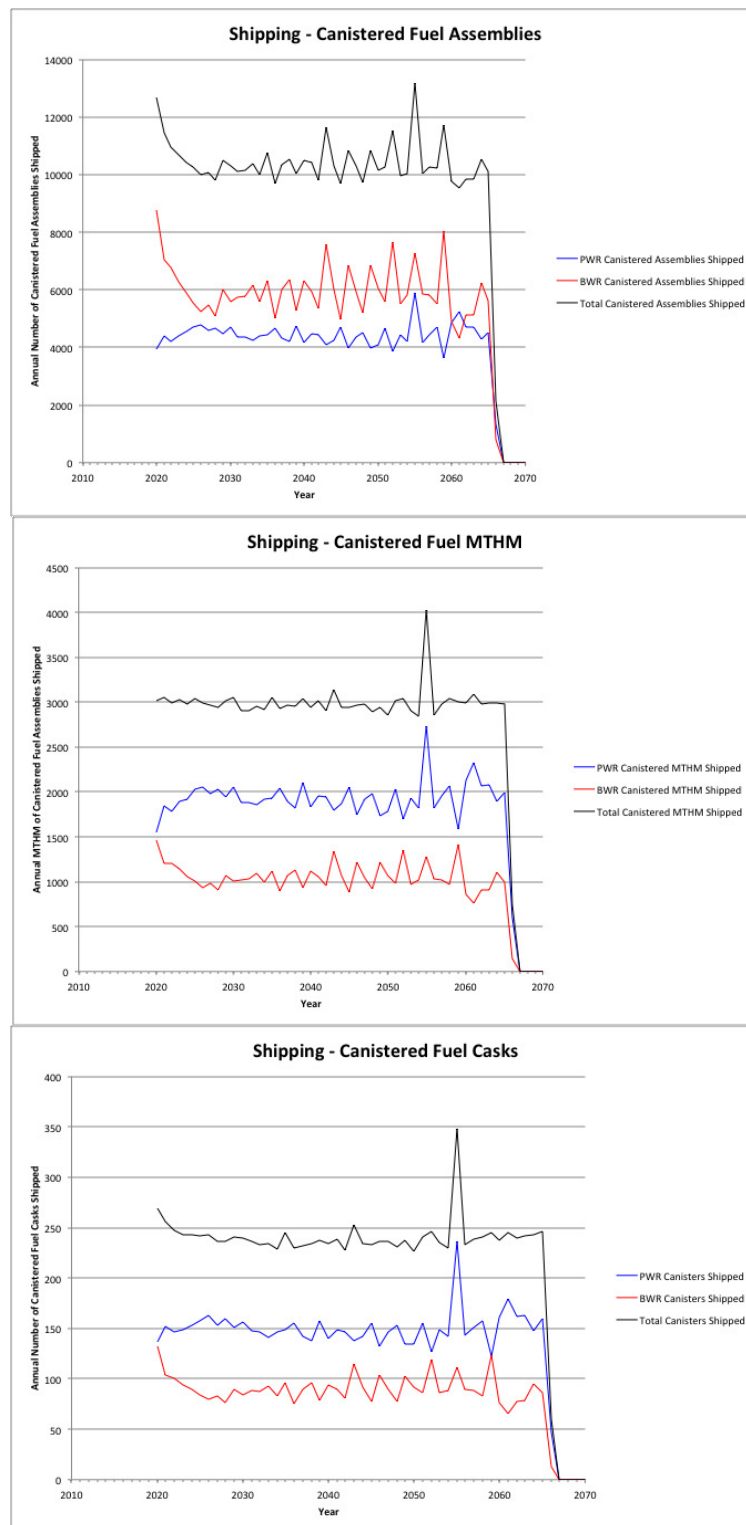 Shipping - Canistered Fuel Assemblies
14000
12000
10000
8000
6000
4000
2000
0
Annual Number of Canistered Fuel Assemblies Shipped
2010 2020 2030 2040 2050 2060 2070
Year
PWR Canistered Assemblies Shipped
BWR Canistered Assemblies Shipped
Total Canistered Assemblies Shipped
Shipping - Canistered Fuel MTHM
4500
4000
3500
3000
2500
2000
1500
1000
500
0
Annual MTHM of Canistered Fuel Assemblies Shipped
2010 2020 2030 2040 2050 2060 2070
Year
PWR Canistered MTHM Shipped
BWR Canistered MTHM Shipped
Total Canistered MTHM Shipped
Shipping - Canistered Fuel Casks
400
350
300
250
200
150
100
50
0
Annual Number of Canistered Fuel Casks Shipped
2010 2020 2030 2040 2050 2060 2070
Year
PWR Canisters Shipped
BWR Canisters Shipped
Total Canisters Shipped